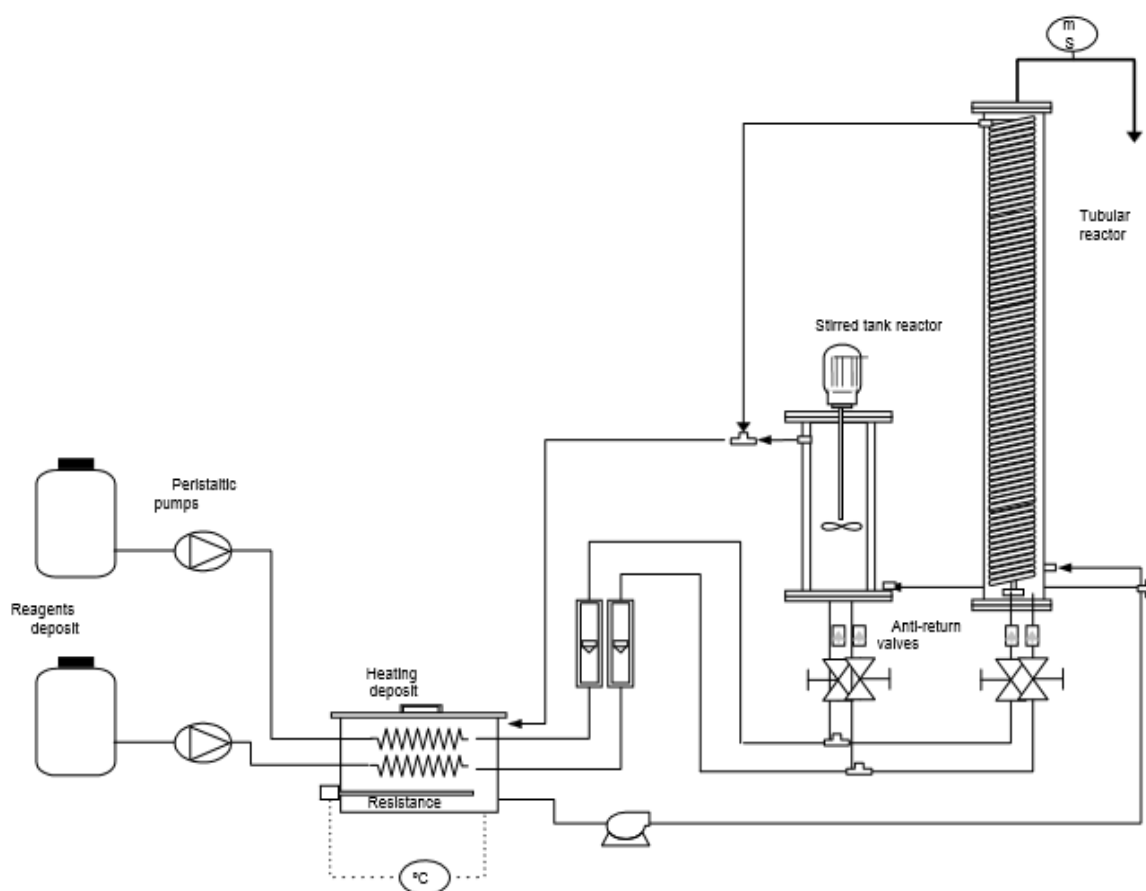 m
S
Tubular
reactor
Stirred tank reactor
Peristaltic
pumps
Reagents
deposit
Anti-return
valves
Heating
deposit
Resistance
ºC